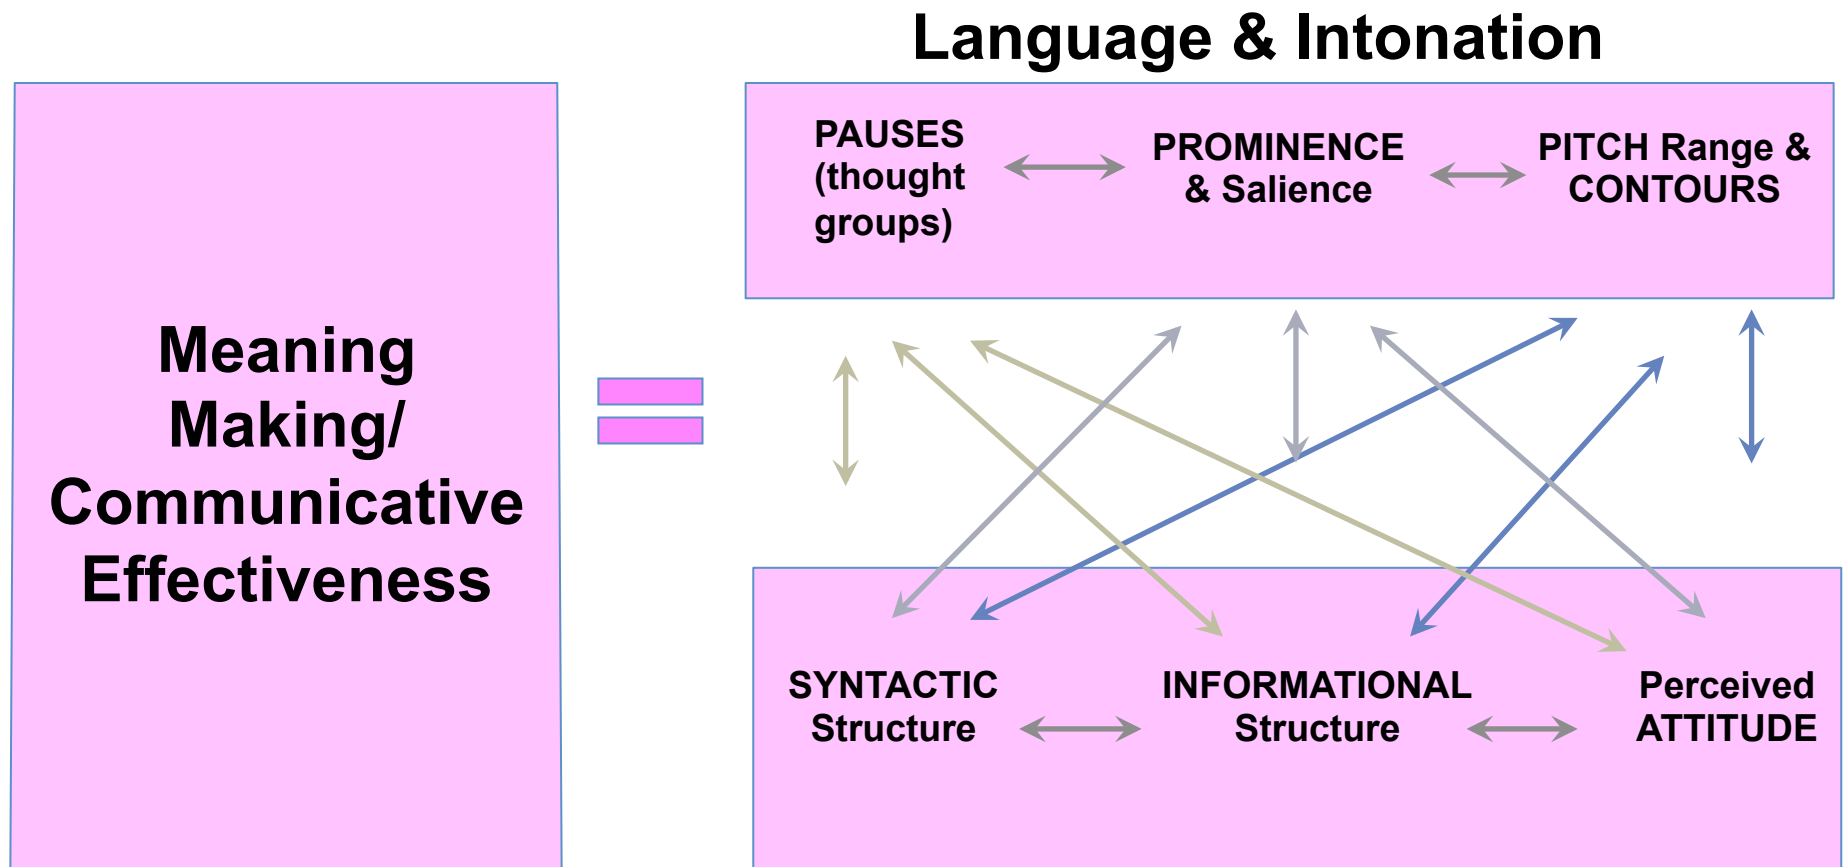 Language & Intonation
Meaning
Making/
Communicative
Effectiveness
PAUSES
(thought
groups)
PROMINENCE
& Salience
PITCH Range &
CONTOURS
SYNTACTIC
Structure
INFORMATIONAL
Structure
Perceived
ATTITUDE